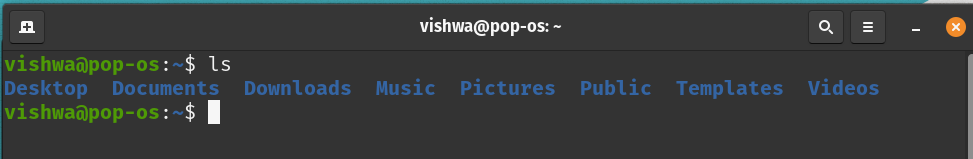 vishwa@pop-os: ~
vishwa@pop-os:~$ ls
Desktop  Documents  Downloads  Music  Pictures  Public  Templates  Videos
vishwa@pop-os:~$